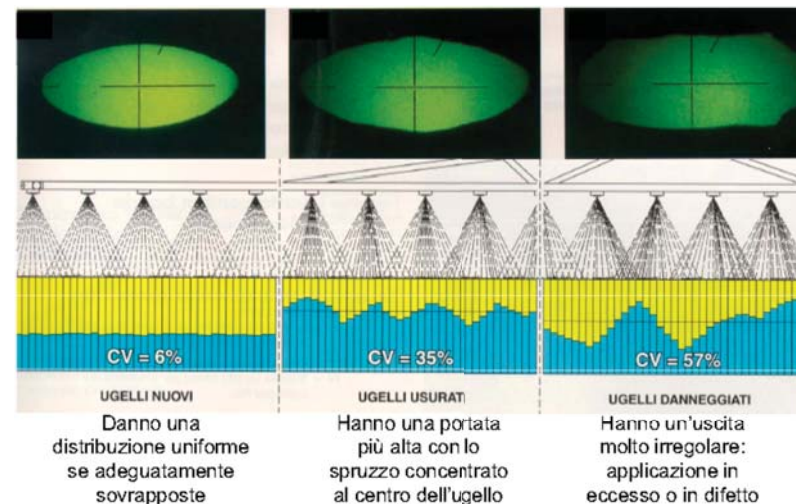 CV = 6%
CV = 35%
CV = 57%
UGELLI NUOVI
UGELLI USURATI
UGELLI DANNEGGIATI
Danno una
distribuzione uniforme
se adeguatamente
sovrapposte
Hanno una portata
più alta con lo
spruzzo concentrato
al centro dell'ugello
Hanno un'uscita
molto irregolare:
applicazione in
eccesso o in difetto